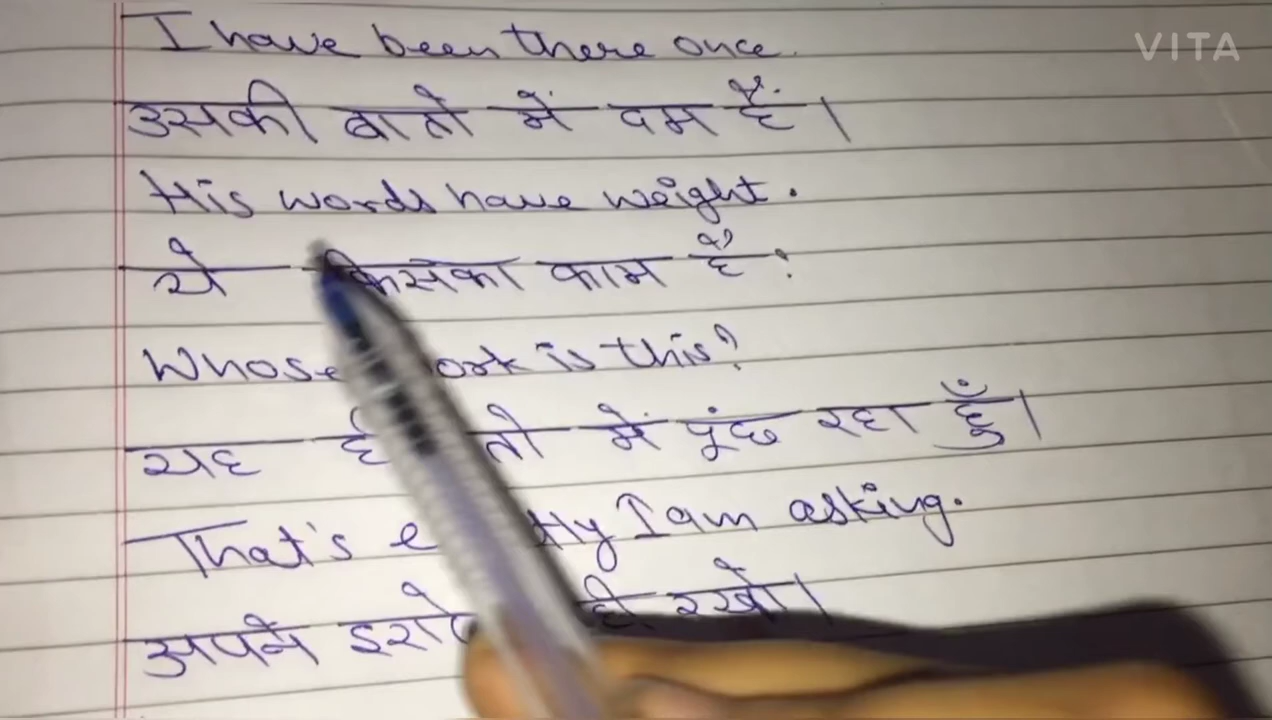 I have been there once.
VITA
उसकी बातो में दम हैं।
His words have weight.
ये किसका काम है?
Whose is this?
यह तो में पूंछ रहा हूँ।
That's I am asking.
अपने रखो।